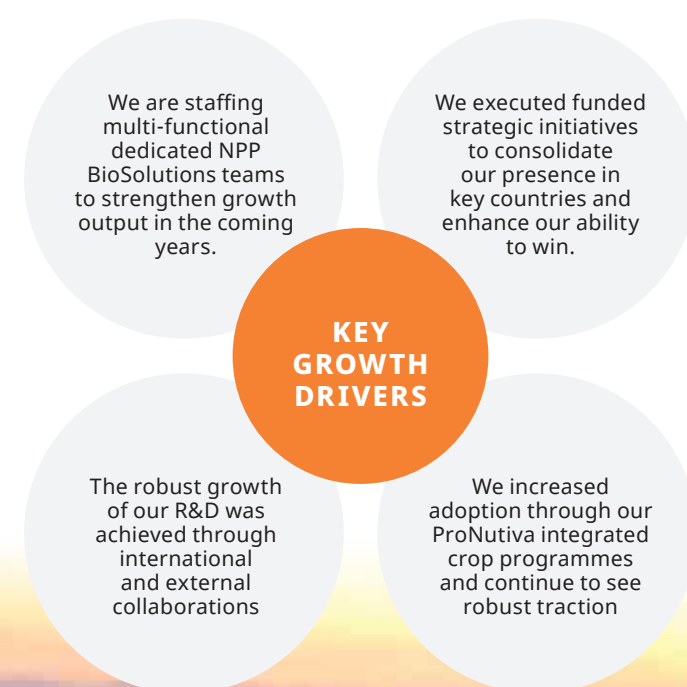 We are staffing
multi-functional
dedicated NPP
BioSolutions teams
to strengthen growth
output in the coming
years.
We executed funded
strategic initiatives
to consolidate
our presence in
key countries and
enhance our ability
to win.
KEY
GROWTH
DRIVERS
The robust growth
of our R&D was
achieved through
international
and external
collaborations
We increased
adoption through our
ProNutiva integrated
crop programmes
and continue to see
robust traction